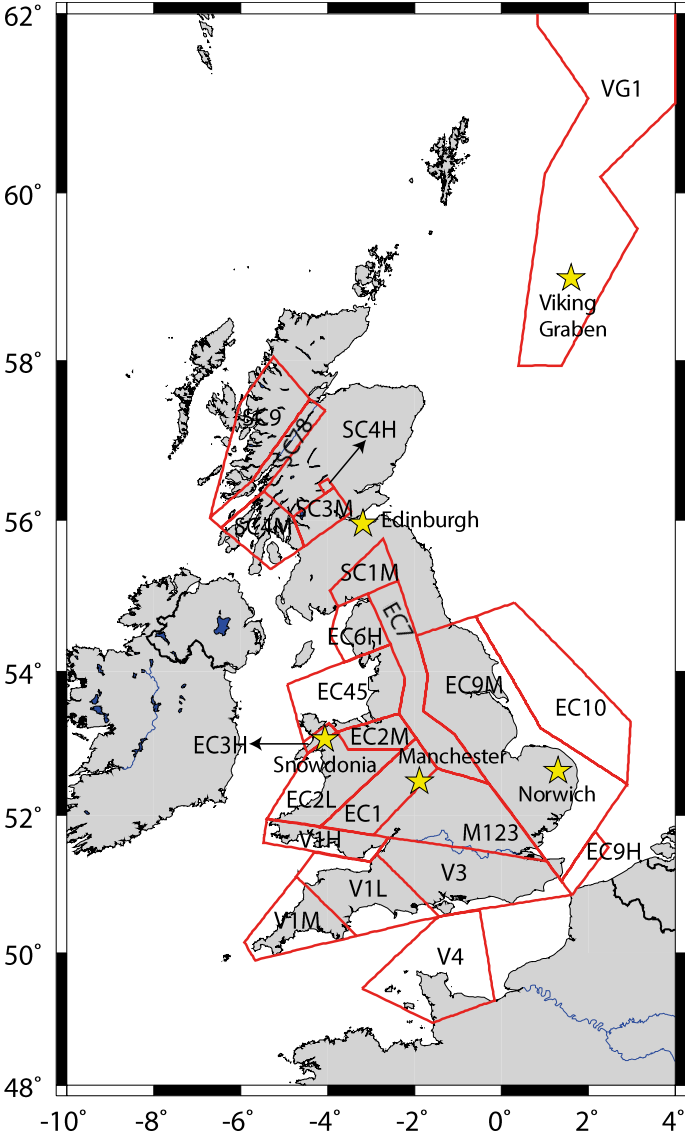 62°
VG1
60°
Viking
Graben
58°
SC9
SC78
SC4H
SC3M
56°
SC4M
Edinburgh
SC1M
EC7
EC6H
54°
EC45
EC9M
EC10
EC3H
EC2M
Snowdonia
Manchester
Norwich
EC2L
EC1
52°
M123
V1H
EC9H
V3
V1L
V1M
50°
V4
48°
-10° -8° -6° -4° -2° 0° 2° 4°